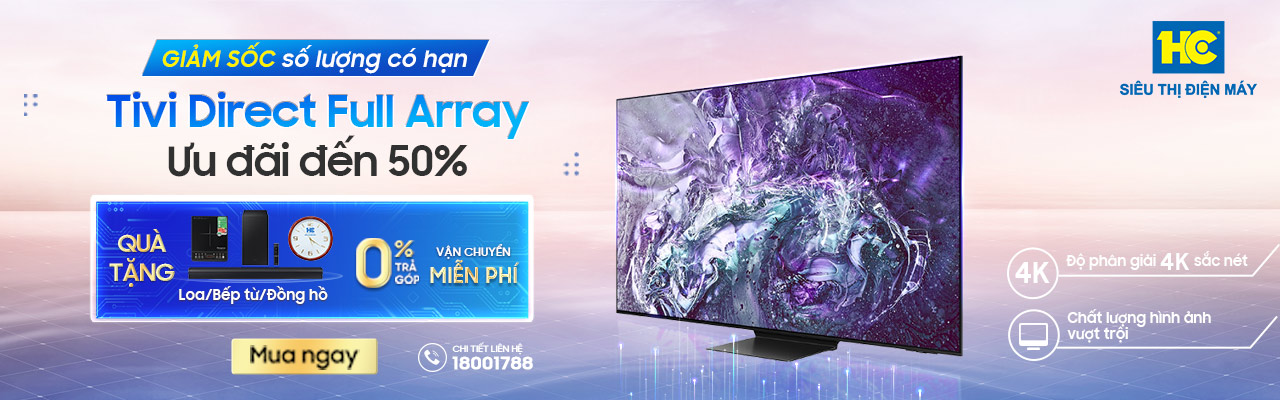 GIẢM SỐC số lượng có hạn
Tivi Direct Full Array
Ưu đãi đến 50%
QUÀ TẶNG
Loa/Bếp từ/Đồng hồ
0% TRẢ GÓP
VẬN CHUYỂN
MIỄN PHÍ
Mua ngay
CHI TIẾT LIÊN HỆ
18001788
HC
SIÊU THỊ ĐIỆN MÁY
4K
Độ phân giải 4K sắc nét
Chất lượng hình ảnh
vượt trội